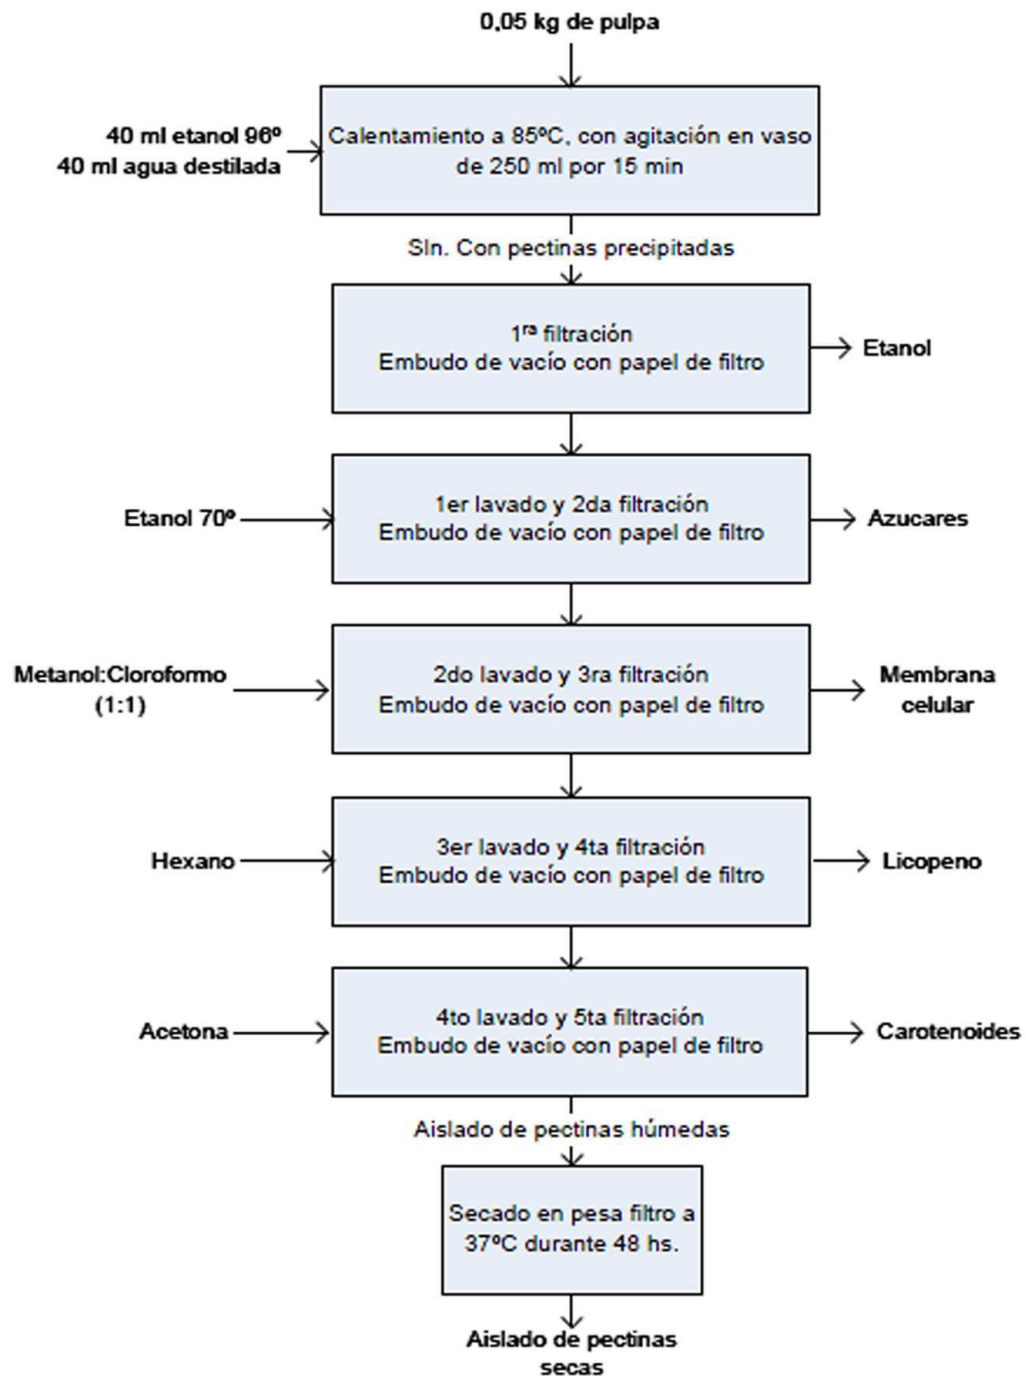 0,05 kg de pulpa
40 ml etanol 96º
40 ml agua destilada
Calentamiento a 85ºC, con agitación en vaso
de 250 ml por 15 min
Sln. Con pectinas precipitadas
1ra filtración
Embudo de vacío con papel de filtro
Etanol
Etanol 70º
1er lavado y 2da filtración
Embudo de vacío con papel de filtro
Azucares
Metanol:Cloroformo
(1:1)
2do lavado y 3ra filtración
Embudo de vacío con papel de filtro
Membrana
celular
Hexano
3er lavado y 4ta filtración
Embudo de vacío con papel de filtro
Licopeno
Acetona
4to lavado y 5ta filtración
Embudo de vacío con papel de filtro
Carotenoides
Aislado de pectinas húmedas
Secado en pesa filtro a
37ºC durante 48 hs.
Aislado de pectinas
secas